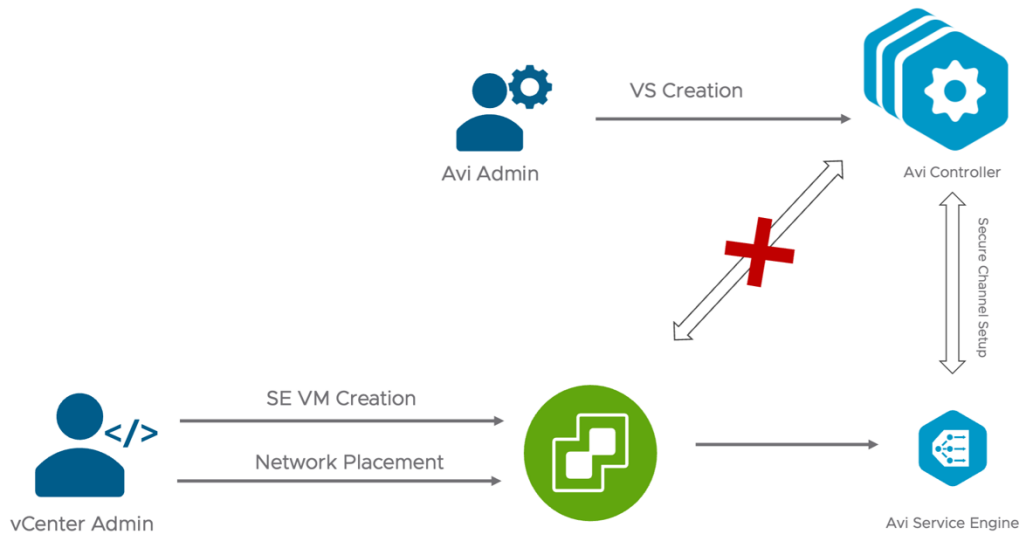 VS Creation
Avi Admin
Avi Controller
Secure Channel Setup
SE VM Creation
</>
Network Placement
vCenter Admin
Avi Service Engine